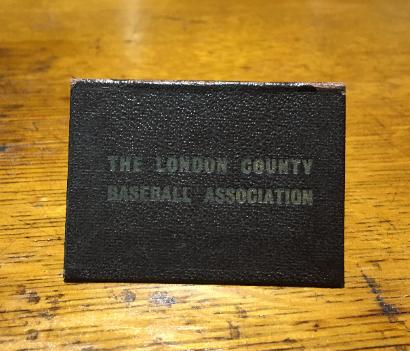 THE LONDON COUNTY
BASEBALL ASSOCIATION